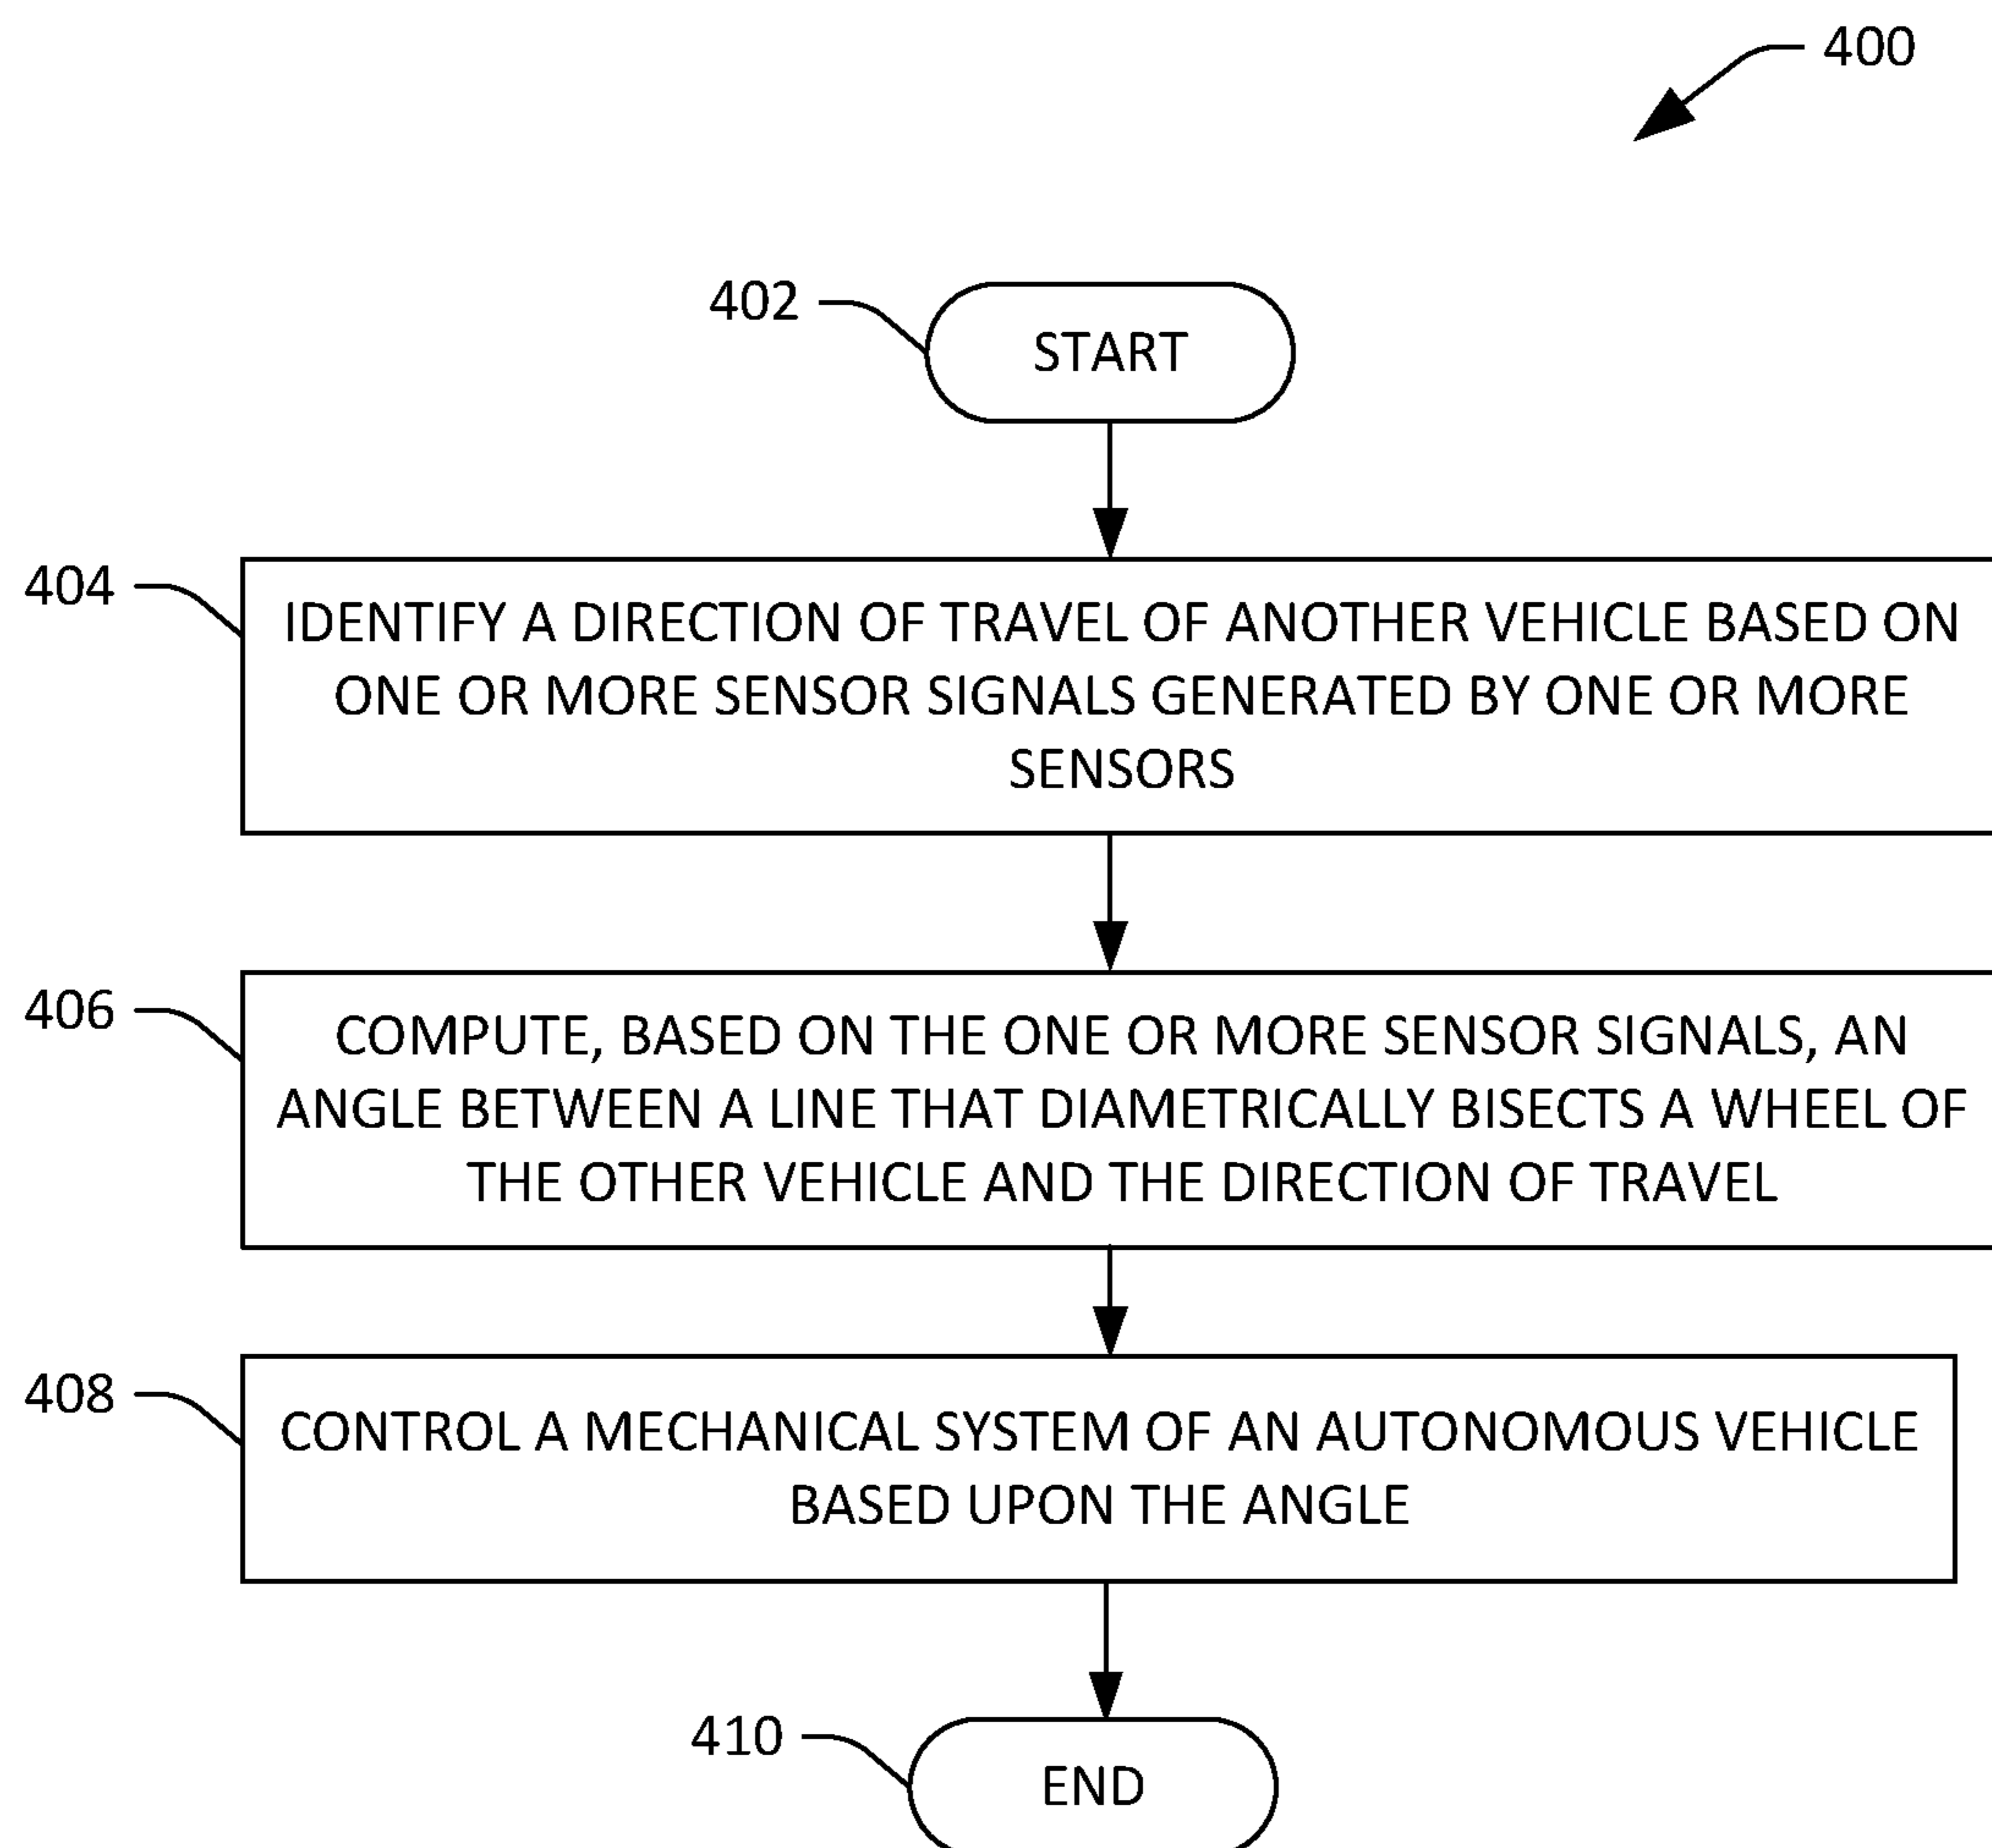 400
402
START
404
IDENTIFY A DIRECTION OF TRAVEL OF ANOTHER VEHICLE BASED ON
ONE OR MORE SENSOR SIGNALS GENERATED BY ONE OR MORE
SENSORS
406
COMPUTE, BASED ON THE ONE OR MORE SENSOR SIGNALS, AN
ANGLE BETWEEN A LINE THAT DIAMETRICALLY BISECTS A WHEEL OF
THE OTHER VEHICLE AND THE DIRECTION OF TRAVEL
408
CONTROL A MECHANICAL SYSTEM OF AN AUTONOMOUS VEHICLE
BASED UPON THE ANGLE
410
END